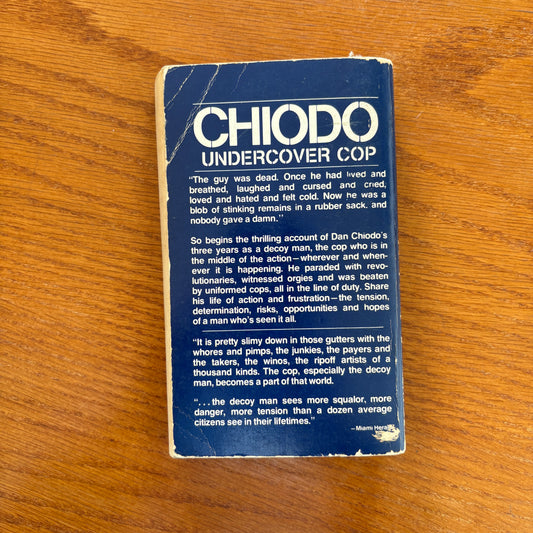 CHIODO
UNDERCOVER COP
"The guy was dead. Once he had lived and
breathed, laughed and cursed and cried,
loved and hated and felt cold. Now he was a
blob of stinking remains in a rubber sack, and
nobody gave a damn."
So begins the thrilling account of Dan Chiodo's
three years as a decoy man, the cop who is in
the middle of the action—wherever and when-
ever it is happening. He paraded with revo-
lutionaries, witnessed orgies and was beaten
by uniformed cops, all in the line of duty. Share
his life of action and frustration—the tension,
determination, risks, opportunities and hopes
of a man who's seen it all.
"It is pretty slimy down in those gutters with the
whores and pimps, the junkies, the payers and
the takers, the winos, the ripoff artists of a
thousand kinds. The cop, especially the decoy
man, becomes a part of that world.
"...the decoy man sees more squalor, more
danger, more tension than a dozen average
citizens see in their lifetimes."
—Miami Herald